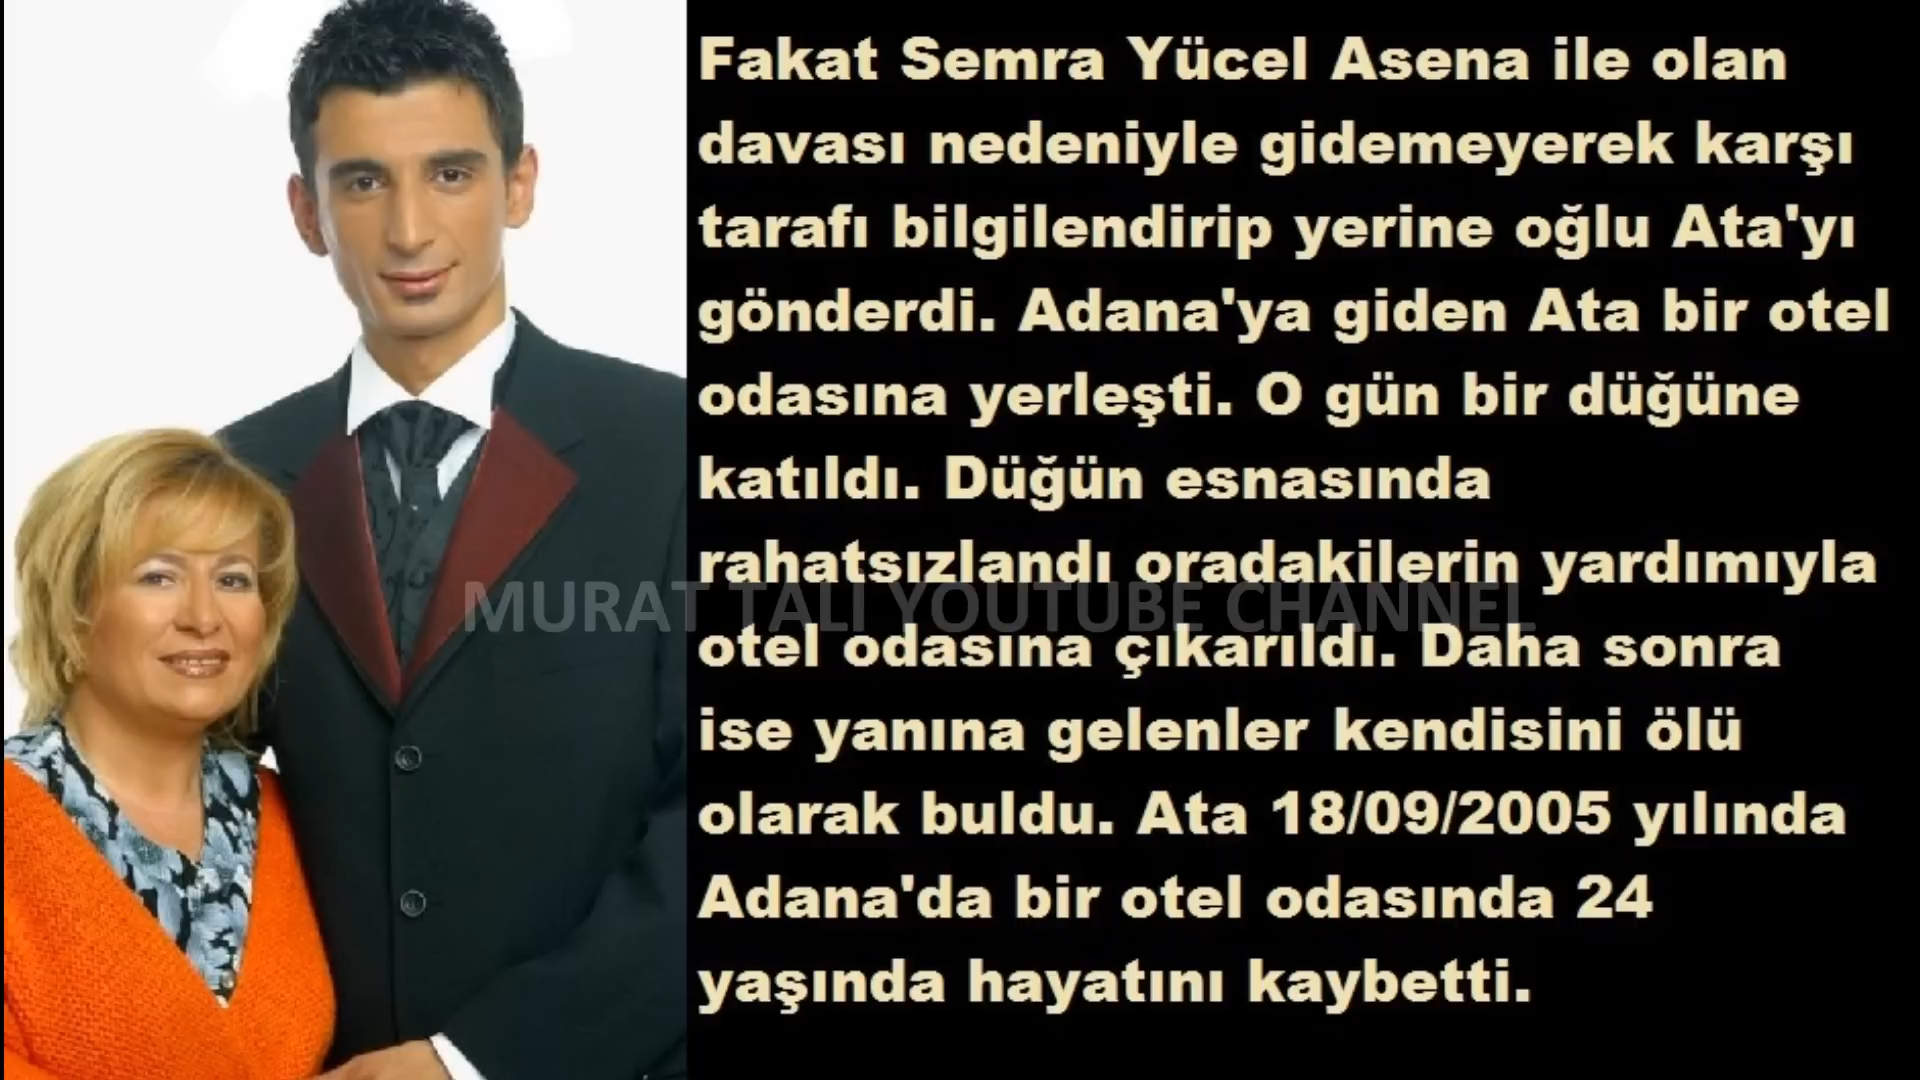 Fakat Semra Yücel Asena ile olan
davası nedeniyle gidemeyerek karşı
tarafı bilgilendirip yerine oğlu Ata'yı
gönderdi. Adana'ya giden Ata bir otel
odasına yerleşti. O gün bir düğüne
katıldı. Düğün esnasında
rahatsızlandı oradakilerin yardımıyla
MURAT TALI YOUTUBE CHANNEL
otel odasına çıkarıldı. Daha sonra
ise yanına gelenler kendisini ölü
olarak buldu. Ata 18/09/2005 yılında
Adana'da bir otel odasında 24
yaşında hayatını kaybetti.